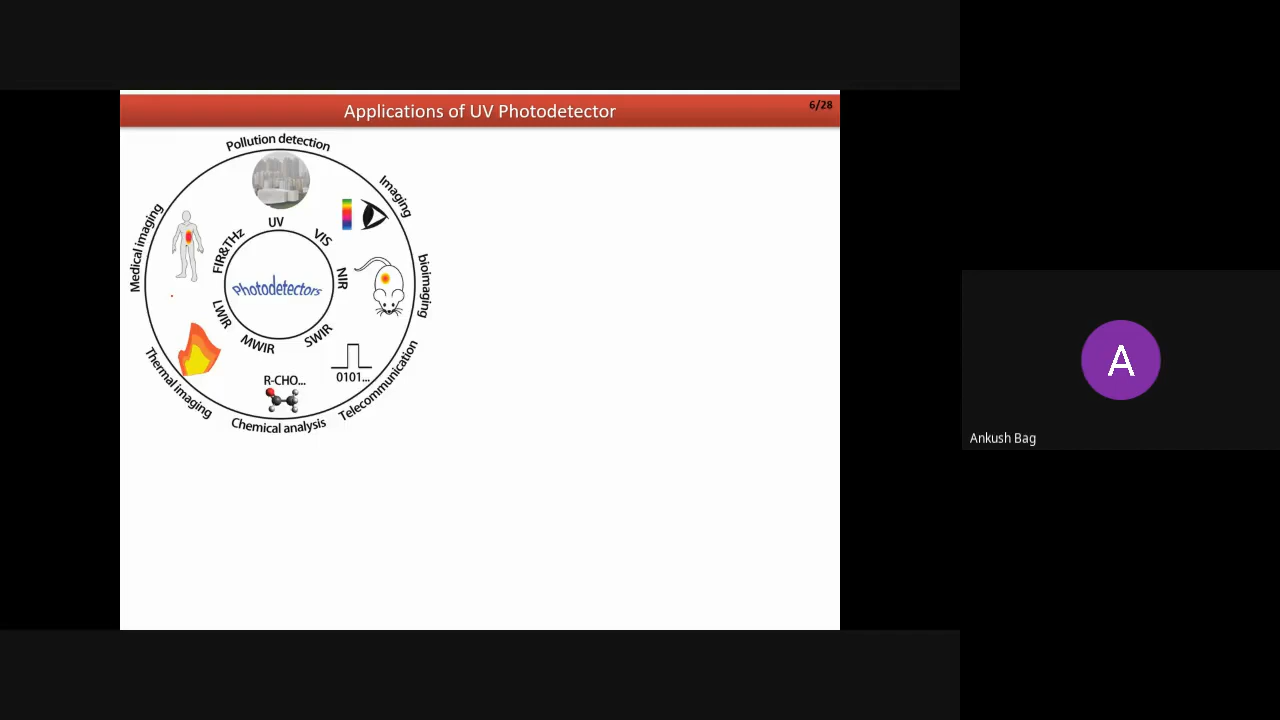 Applications of UV Photodetector
6/28
Pollution detection
Imaging
bioimaging
Telecommunication
Chemical analysis
Thermal imaging
Medical imaging
UV
VIS
NIR
SWIR
MWIR
LWIR
FIR&THz
Photodetectors
0101...
R-CHO...
A
Ankush Bag